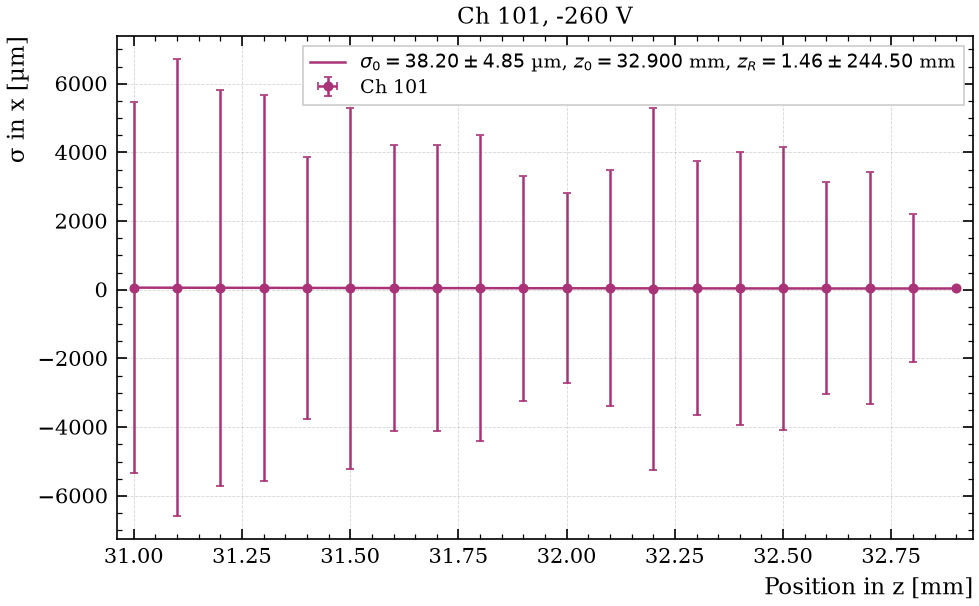 Ch 101, -260 V
σ in x [µm]
σ₀ = 38.20 ± 4.85 µm, z₀ = 32.900 mm, z_R = 1.46 ± 244.50 mm
Ch 101
6000
4000
2000
0
−2000
−4000
−6000
31.00 31.25 31.50 31.75 32.00 32.25 32.50 32.75
Position in z [mm]